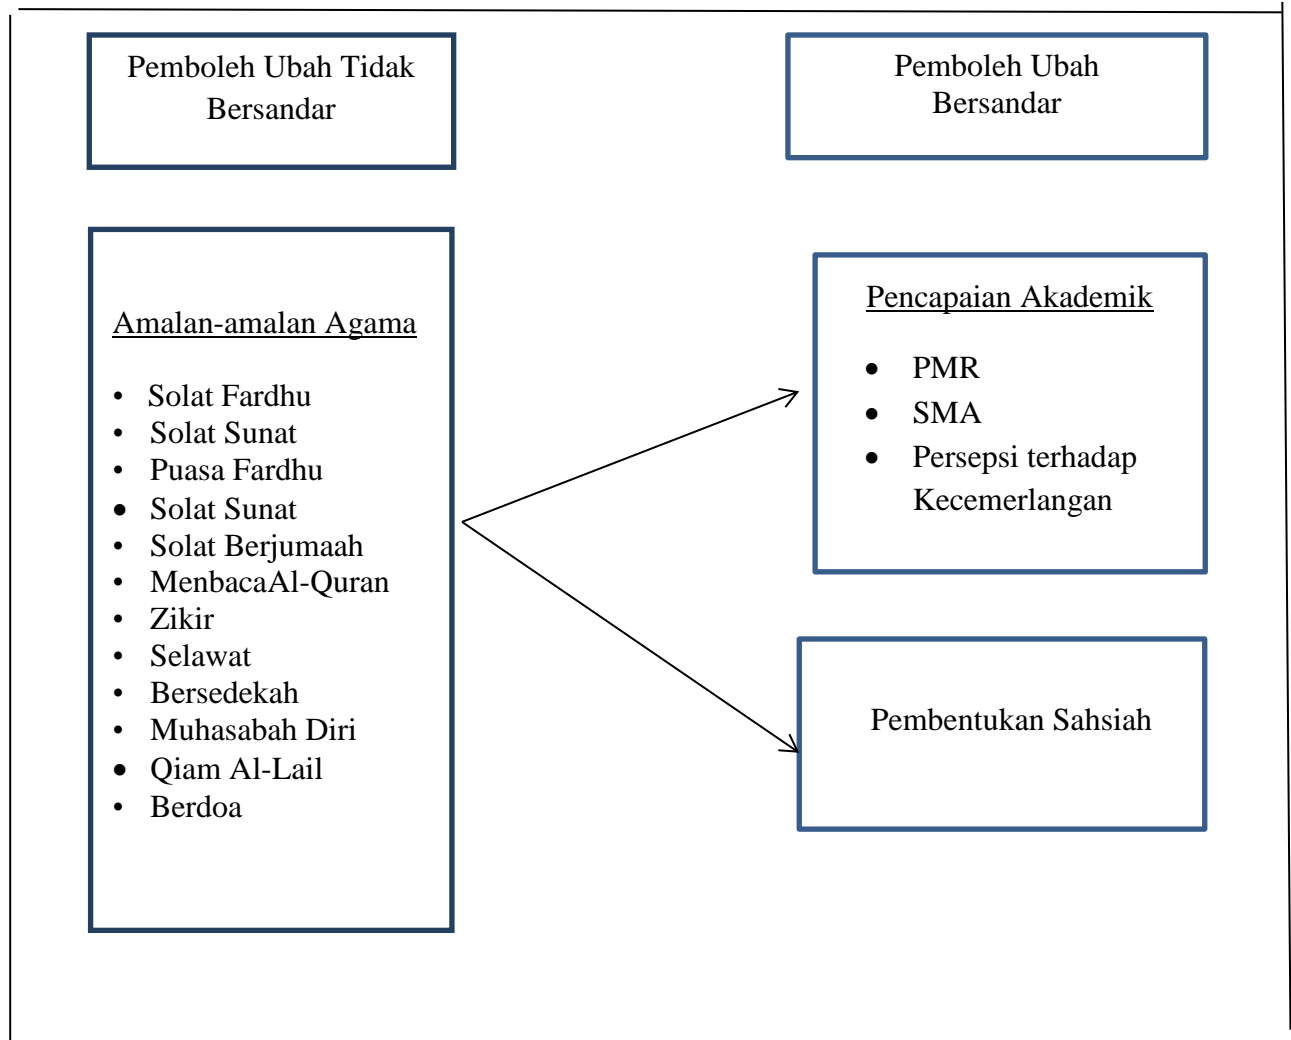 Pemboleh Ubah Tidak
Bersandar
Pemboleh Ubah
Bersandar
Amalan-amalan Agama
• Solat Fardhu
• Solat Sunat
• Puasa Fardhu
• Solat Sunat
• Solat Berjumaah
• MenbacaAl-Quran
• Zikir
• Selawat
• Bersedekah
• Muhasabah Diri
• Qiam Al-Lail
• Berdoa
Pencapaian Akademik
• PMR
• SMA
• Persepsi terhadap
Kecemerlangan
Pembentukan Sahsiah